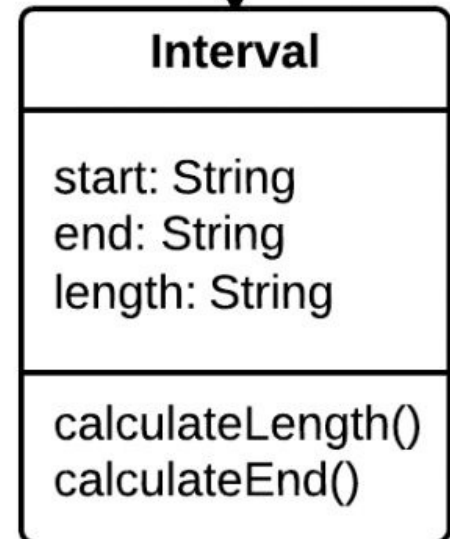 Interval
start: String
end: String
length: String
calculateLength()
calculateEnd()